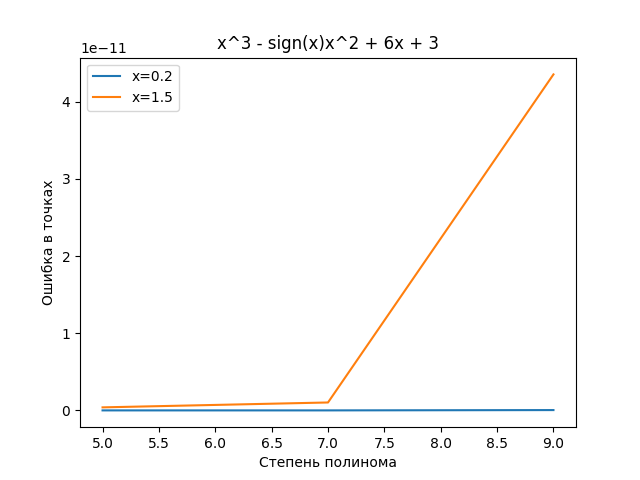 x^3 - sign(x)x^2 + 6x + 3
1e−11
x=0.2
x=1.5
4
3
2
1
0
Ошибка в точках
5.0 5.5 6.0 6.5 7.0 7.5 8.0 8.5 9.0
Степень полинома